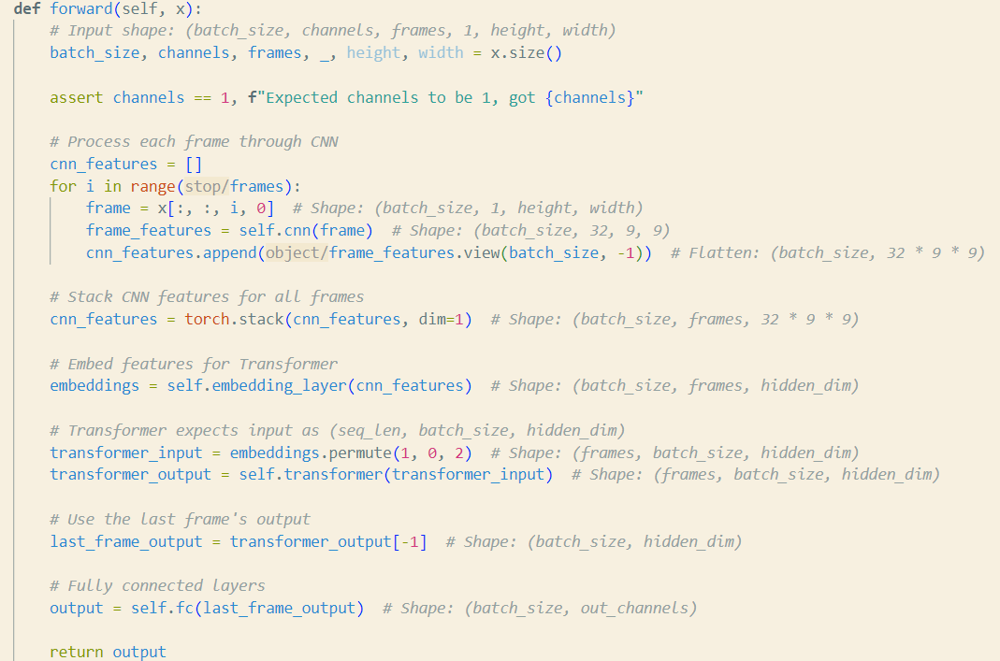 def forward(self, x):
# Input shape: (batch_size, channels, frames, 1, height, width)
batch_size, channels, frames, _, height, width = x.size()
assert channels == 1, f"Expected channels to be 1, got {channels}"
# Process each frame through CNN
cnn_features = []
for i in range(stop/frames):
frame = x[:, :, i, 0]  # Shape: (batch_size, 1, height, width)
frame_features = self.cnn(frame)  # Shape: (batch_size, 32, 9, 9)
cnn_features.append(object/frame_features.view(batch_size, -1))  # Flatten: (batch_size, 32 * 9 * 9)
# Stack CNN features for all frames
cnn_features = torch.stack(cnn_features, dim=1)  # Shape: (batch_size, frames, 32 * 9 * 9)
# Embed features for Transformer
embeddings = self.embedding_layer(cnn_features)  # Shape: (batch_size, frames, hidden_dim)
# Transformer expects input as (seq_len, batch_size, hidden_dim)
transformer_input = embeddings.permute(1, 0, 2)  # Shape: (frames, batch_size, hidden_dim)
transformer_output = self.transformer(transformer_input)  # Shape: (frames, batch_size, hidden_dim)
# Use the last frame's output
last_frame_output = transformer_output[-1]  # Shape: (batch_size, hidden_dim)
# Fully connected layers
output = self.fc(last_frame_output)  # Shape: (batch_size, out_channels)
return output